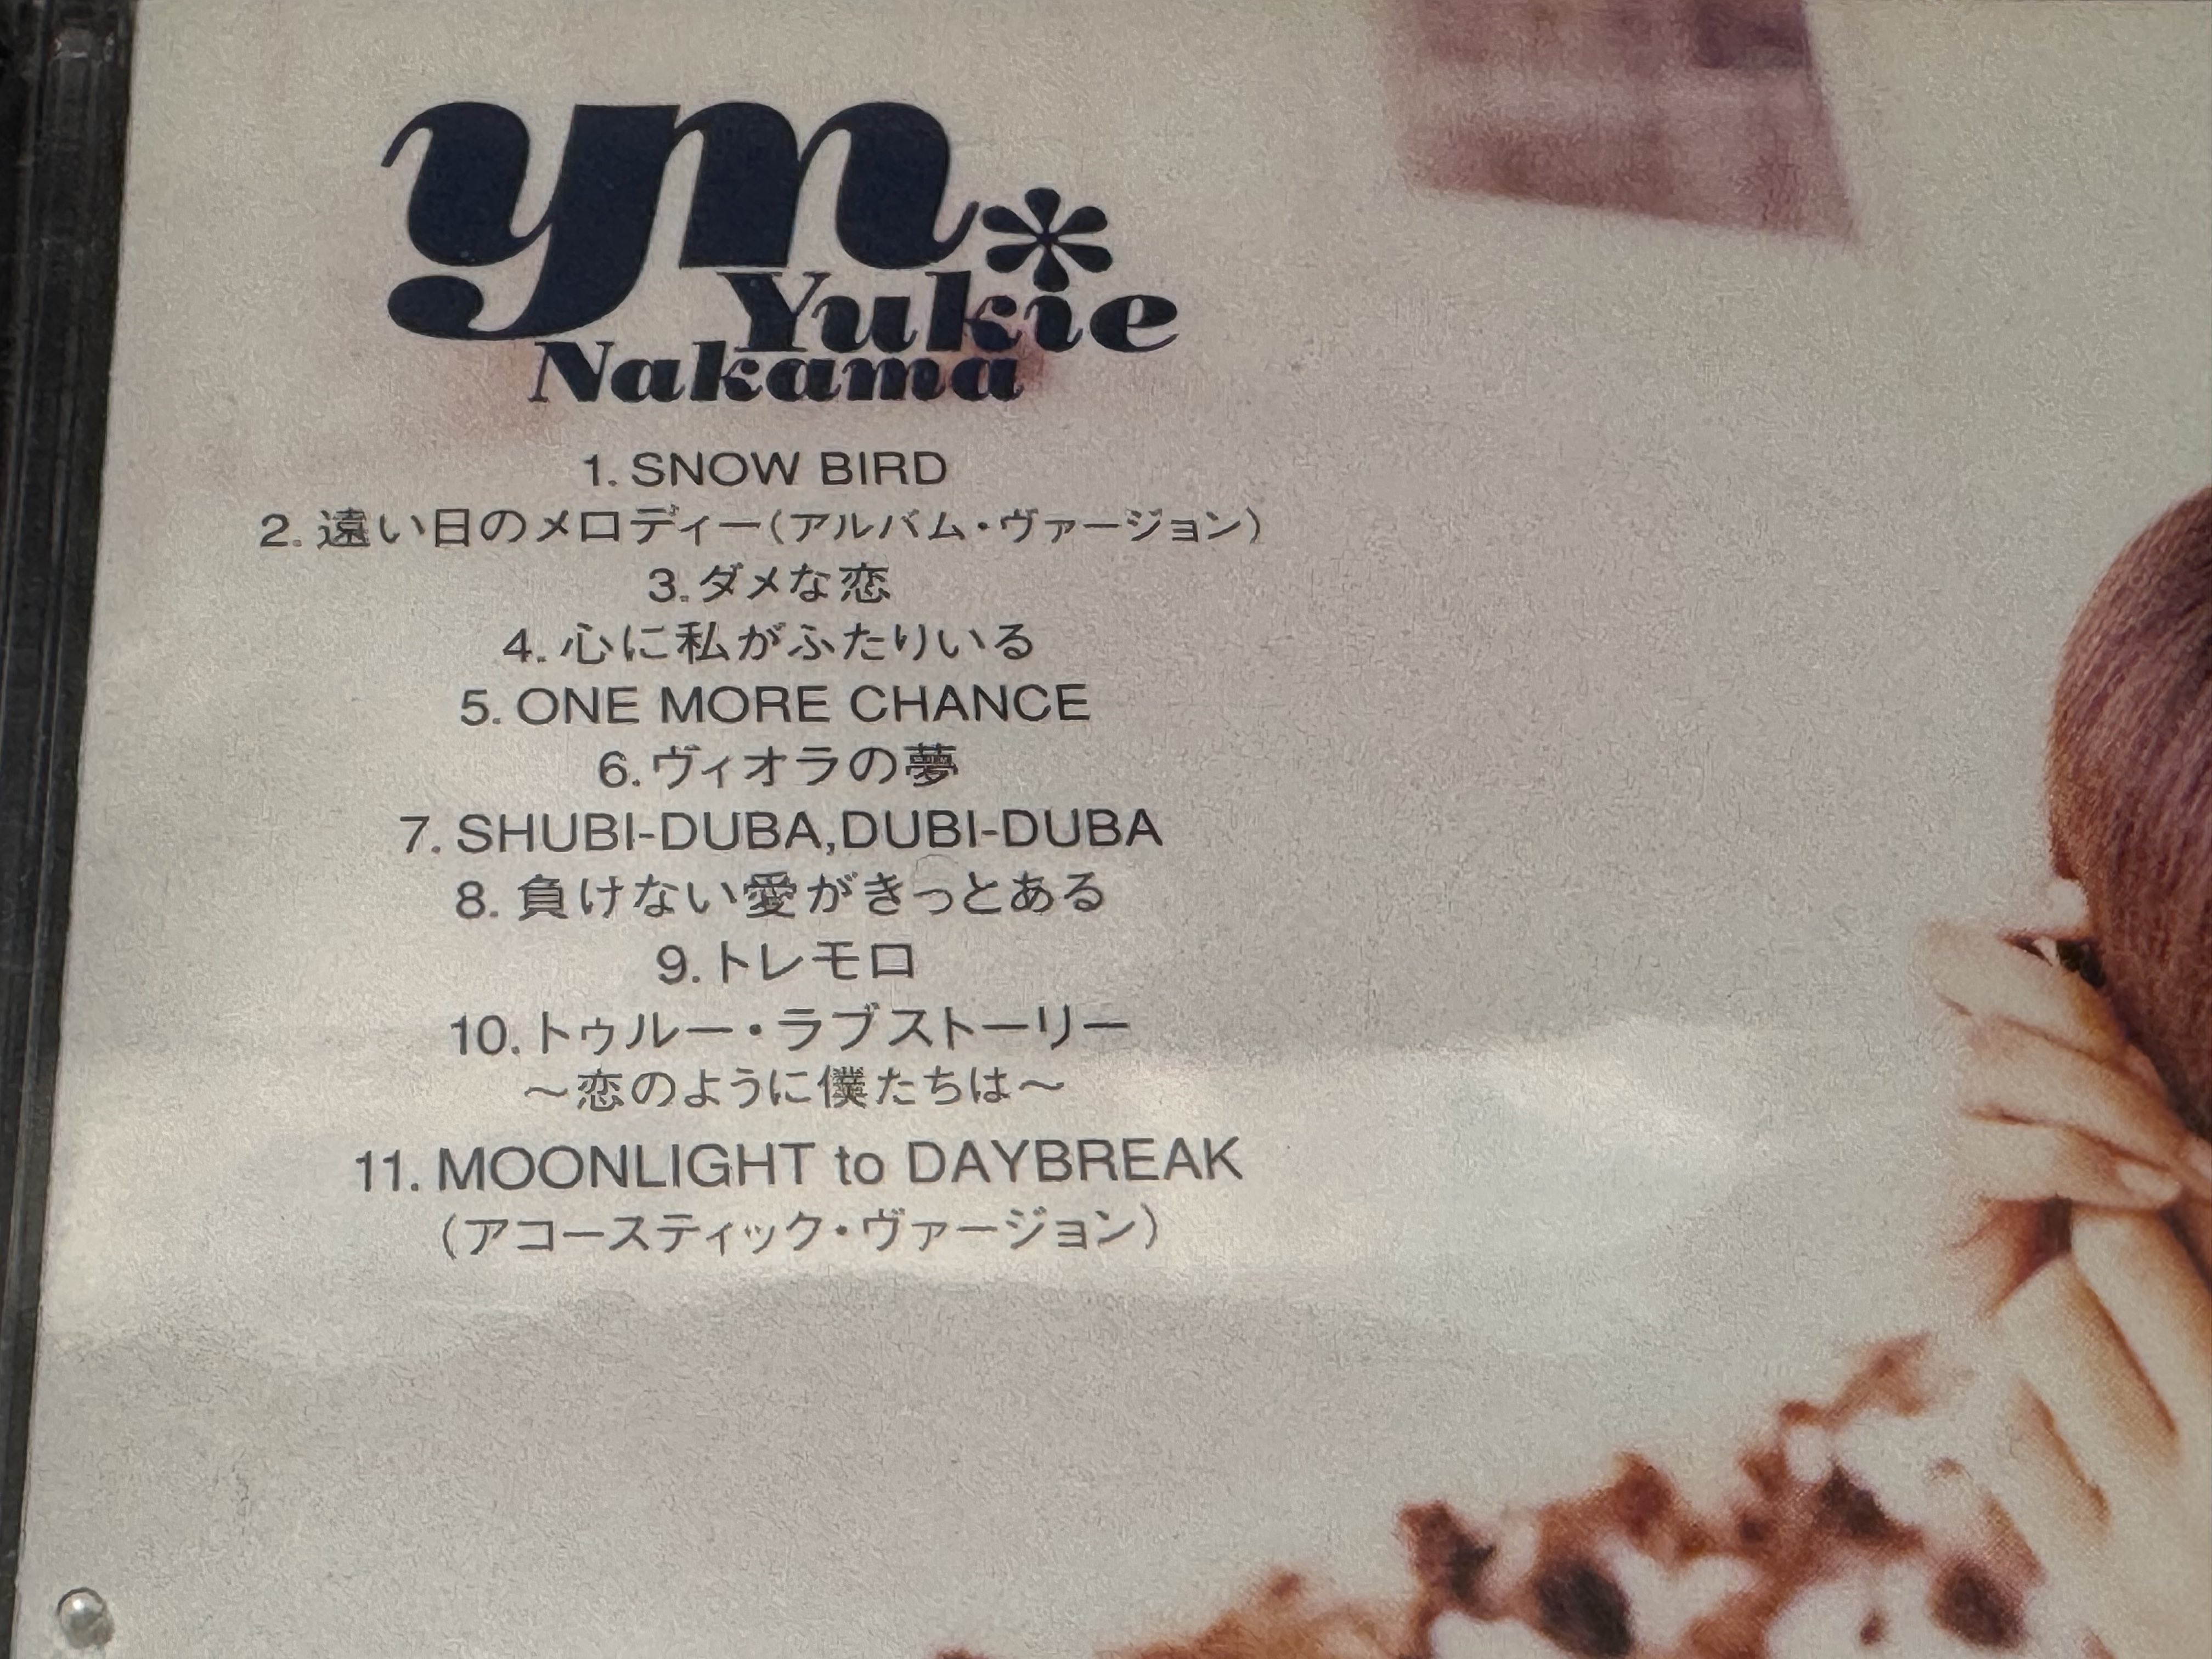 yn*
Yukie
Nakama
1. SNOW BIRD
2. 遠い日のメロディー(アルバム・ヴァージョン)
3. ダメな恋
4. 心に私がふたりいる
5. ONE MORE CHANCE
6. ヴィオラの夢
7. SHUBI-DUBA,DUBI-DUBA
8. 負けない愛がきっとある
9. トレモロ
10. トゥルー・ラブストーリー
〜恋のように僕たちは〜
11. MOONLIGHT to DAYBREAK
(アコースティック・ヴァージョン)